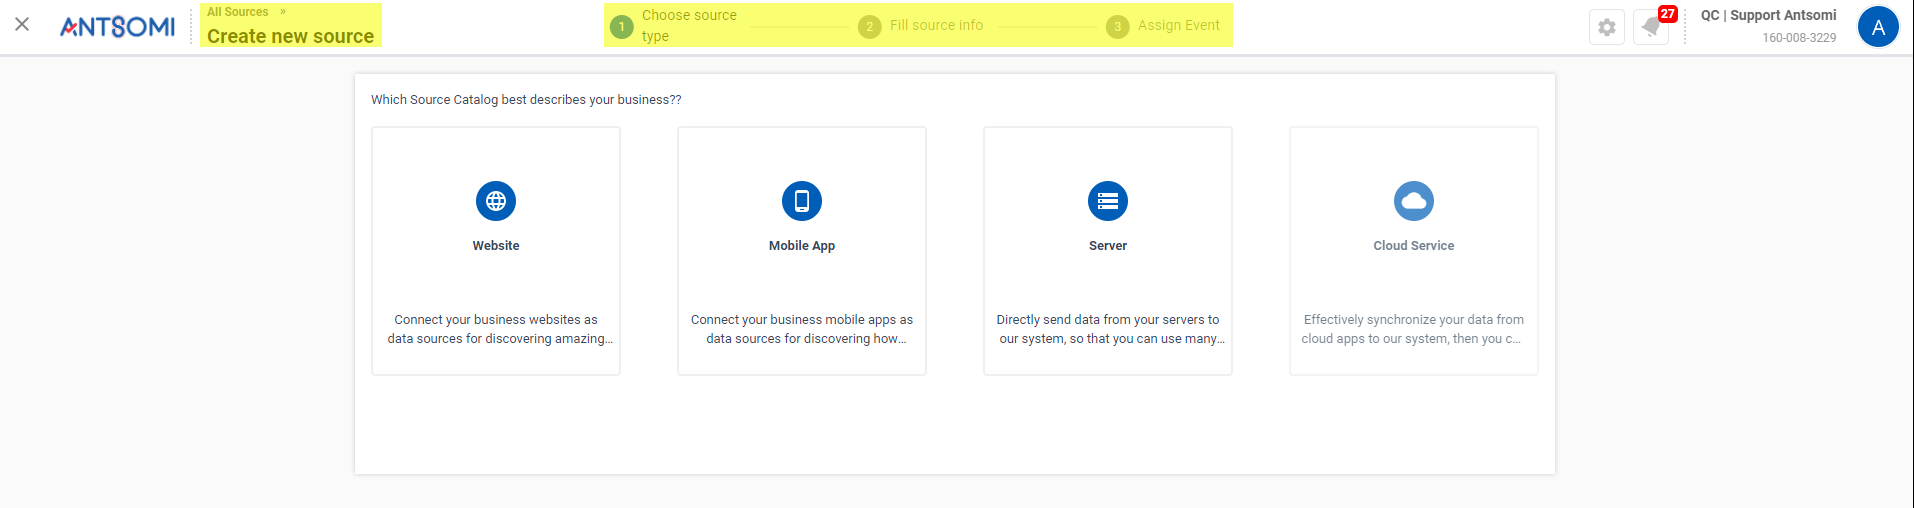 ANTSOMI
All Sources »
Create new source
1 Choose source type
2 Fill source info
3 Assign Event
27
QC | Support Antsomi
160-008-3229
A
Which Source Catalog best describes your business??
Website
Connect your business websites as
data sources for discovering amazing...
Mobile App
Connect your business mobile apps as
data sources for discovering how...
Server
Directly send data from your servers to
our system, so that you can use many...
Cloud Service
Effectively synchronize your data from
cloud apps to our system, then you c...